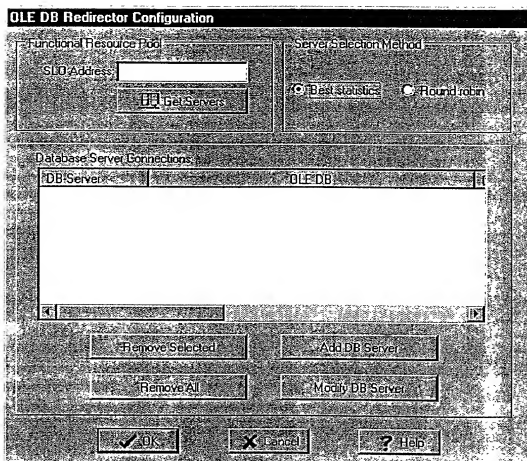 OLE DB Redirector Configuration
Functional Resource Pool
SLO Address
Get Servers
Server Selection Method
Best statistics
Round robin
Database Server Connections
DB Server
OLE DB
Remove Selected
Add DB Server
Remove All
Modify DB Server
OK
Cancel
Help